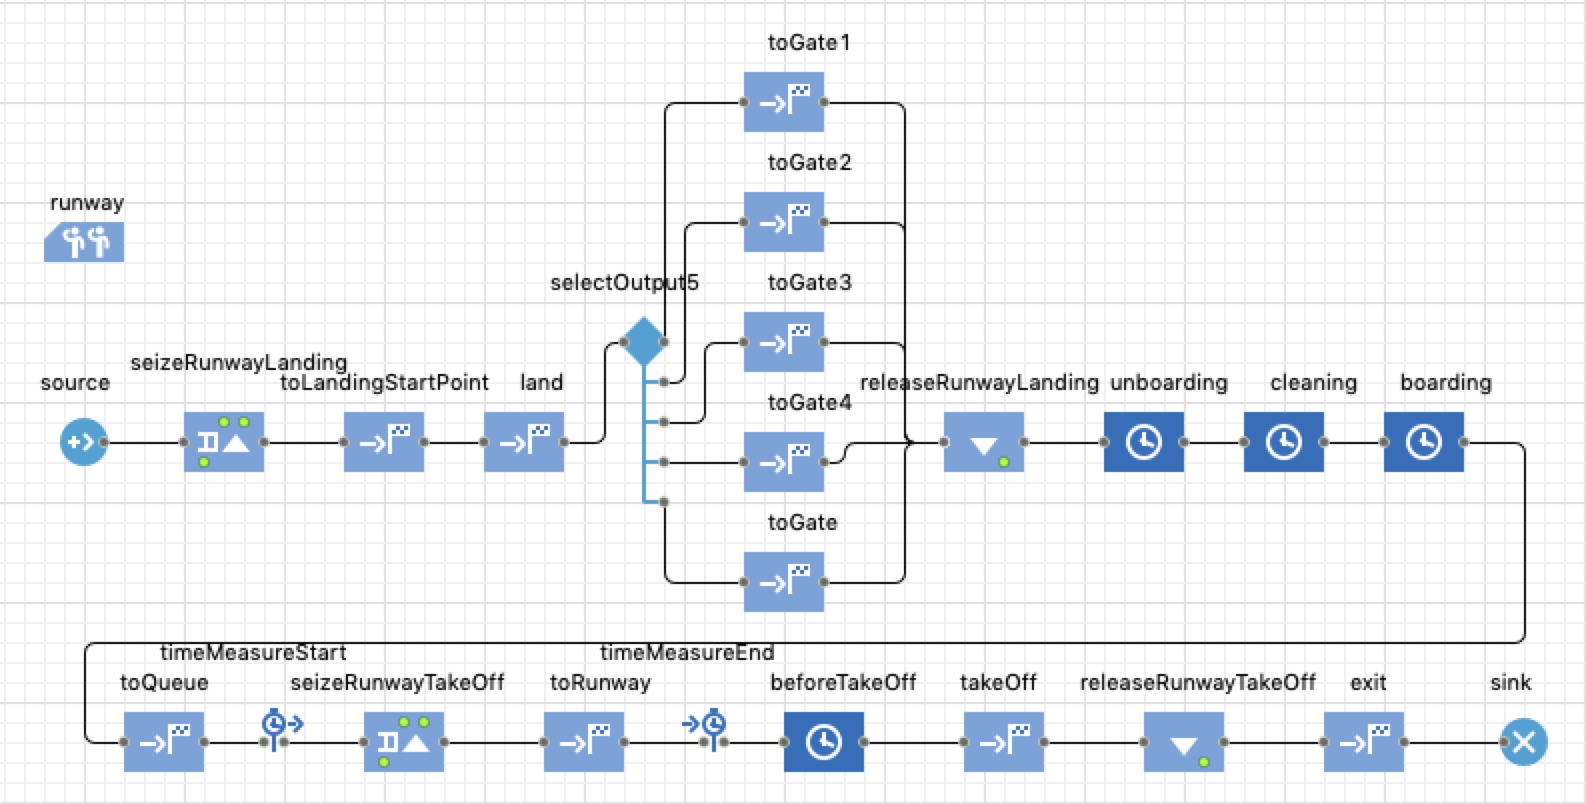 toGate1
toGate2
runway
selectOutput5
toGate3
seizeRunwayLanding
source
toLandingStartPoint
land
releaseRunwayLanding
unboarding
cleaning
boarding
toGate4
toGate
timeMeasureStart
timeMeasureEnd
toQueue
seizeRunwayTakeOff
toRunway
beforeTakeOff
takeOff
releaseRunwayTakeOff
exit
sink